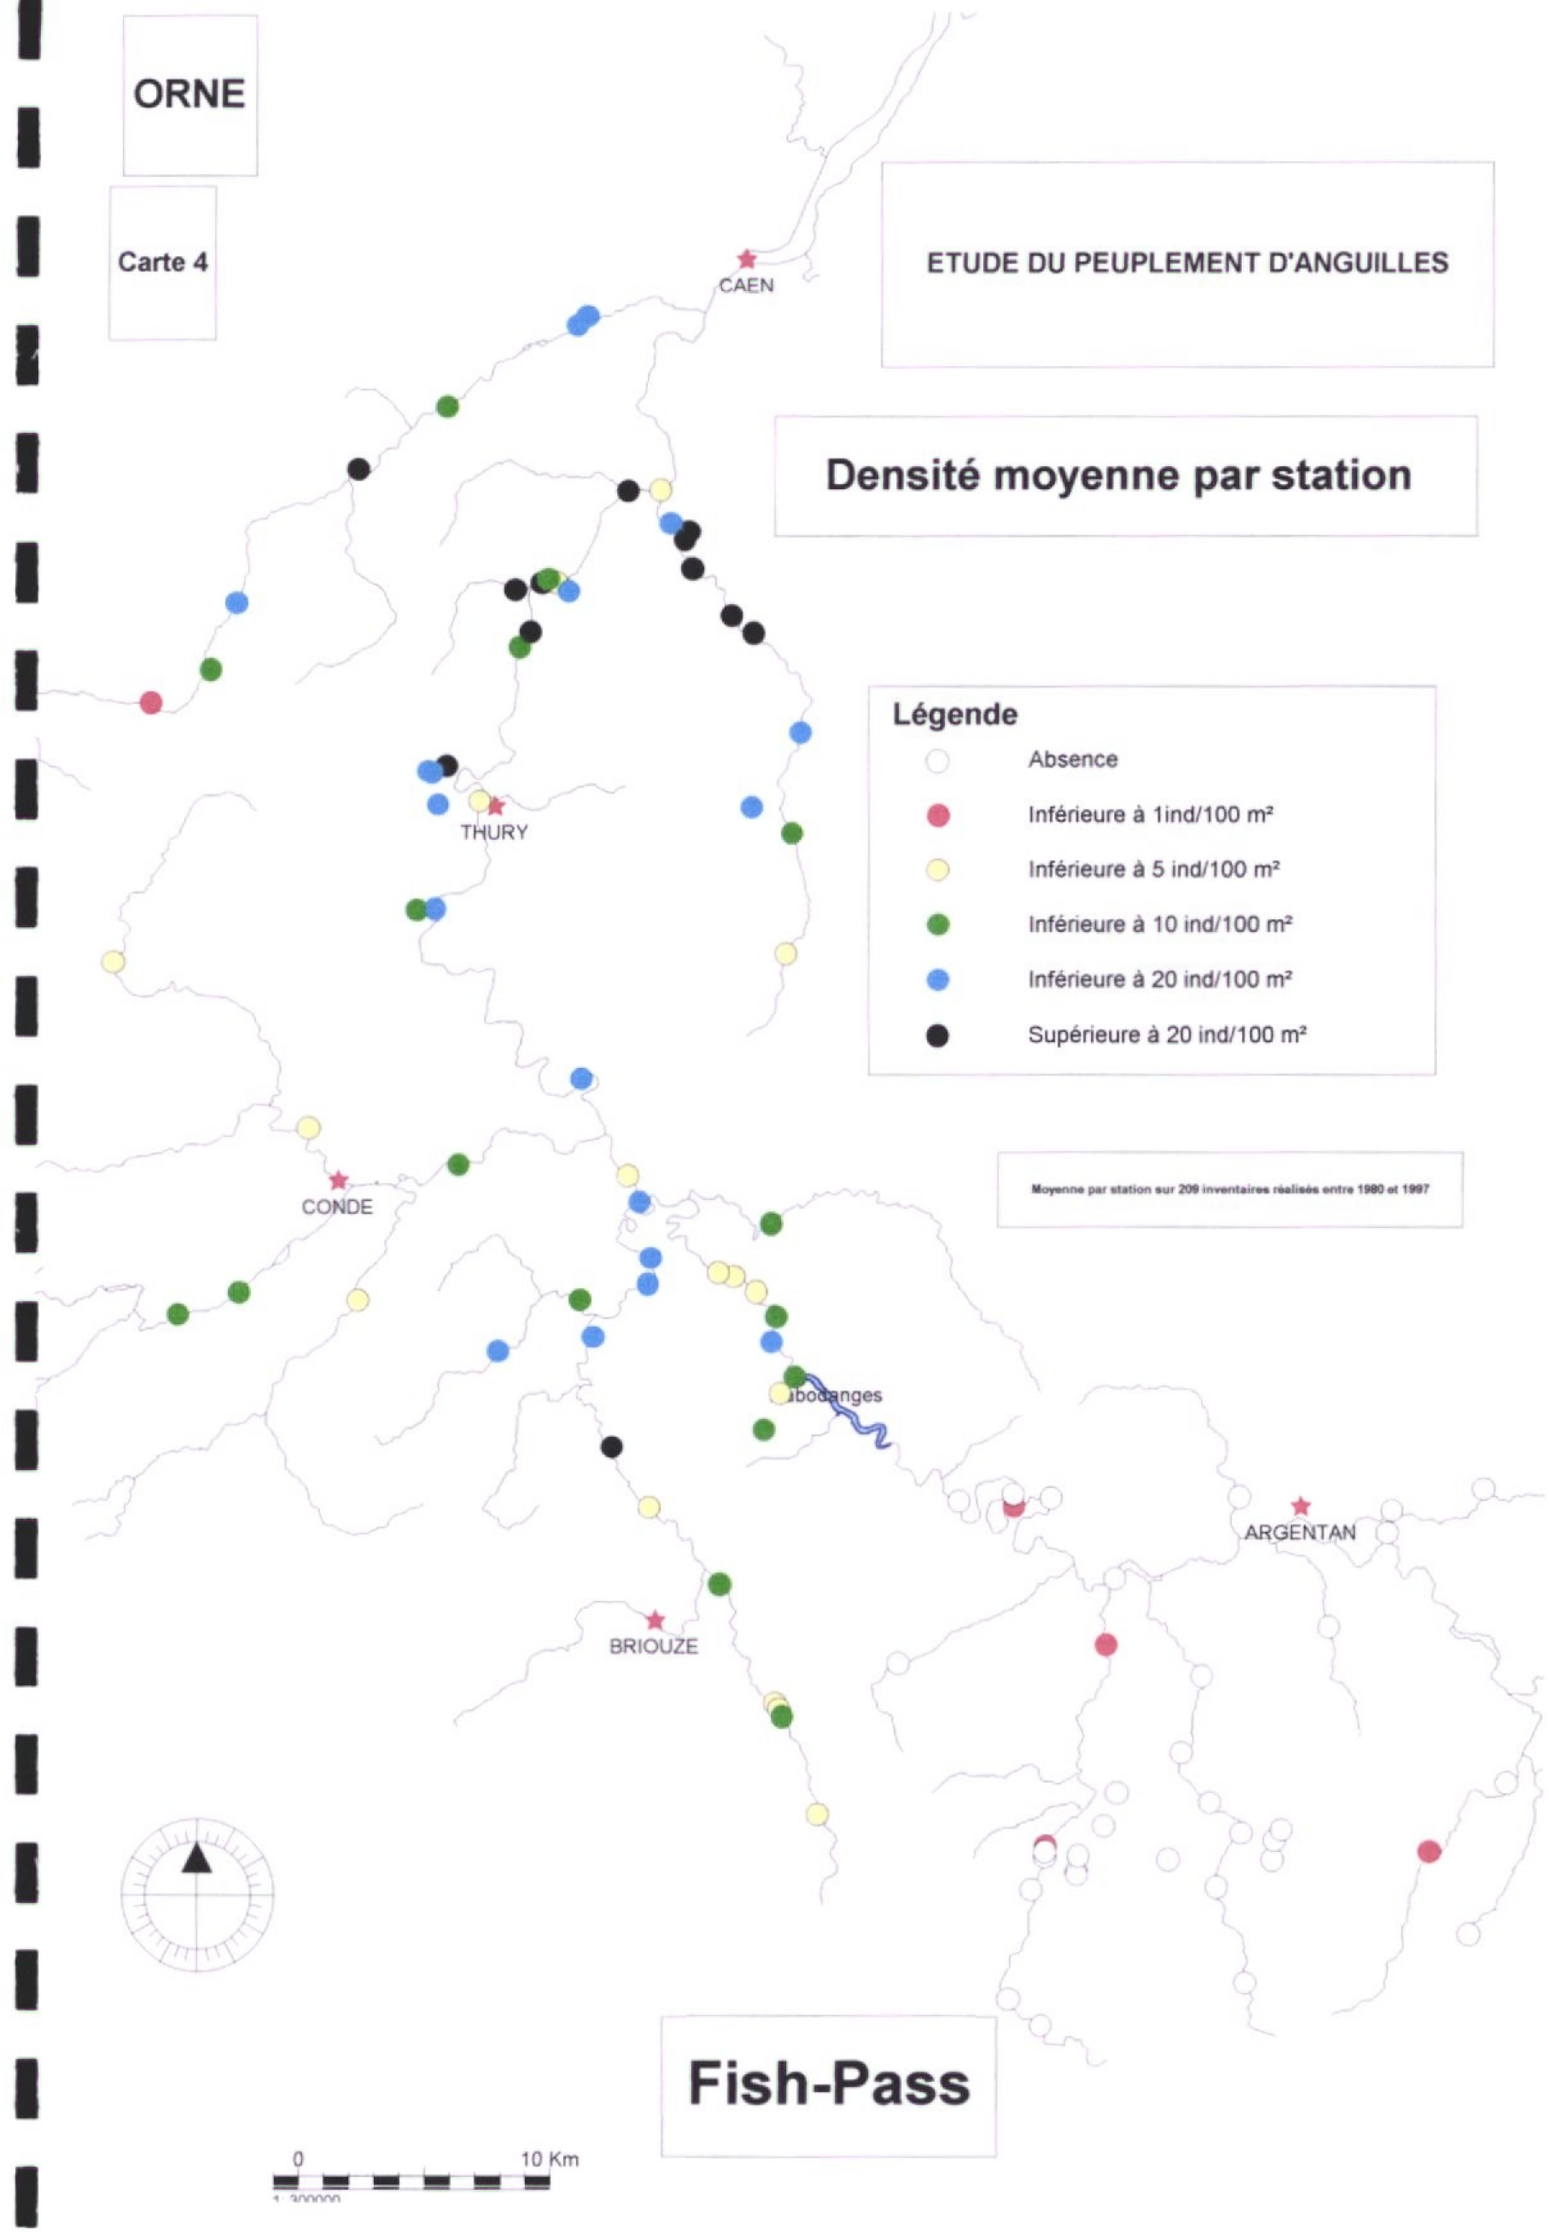 ORNE
Carte 4
ETUDE DU PEUPLEMENT D'ANGUILLES
CAEN
Densité moyenne par station
Légende
Absence
Inférieure à 1ind/100 m²
Inférieure à 5 ind/100 m²
Inférieure à 10 ind/100 m²
Inférieure à 20 ind/100 m²
Supérieure à 20 ind/100 m²
THURY
Moyenne par station sur 209 inventaires réalisés entre 1980 et 1997
CONDE
abodanges
ARGENTAN
BRIOUZE
Fish-Pass
0 10 Km
1: 300000